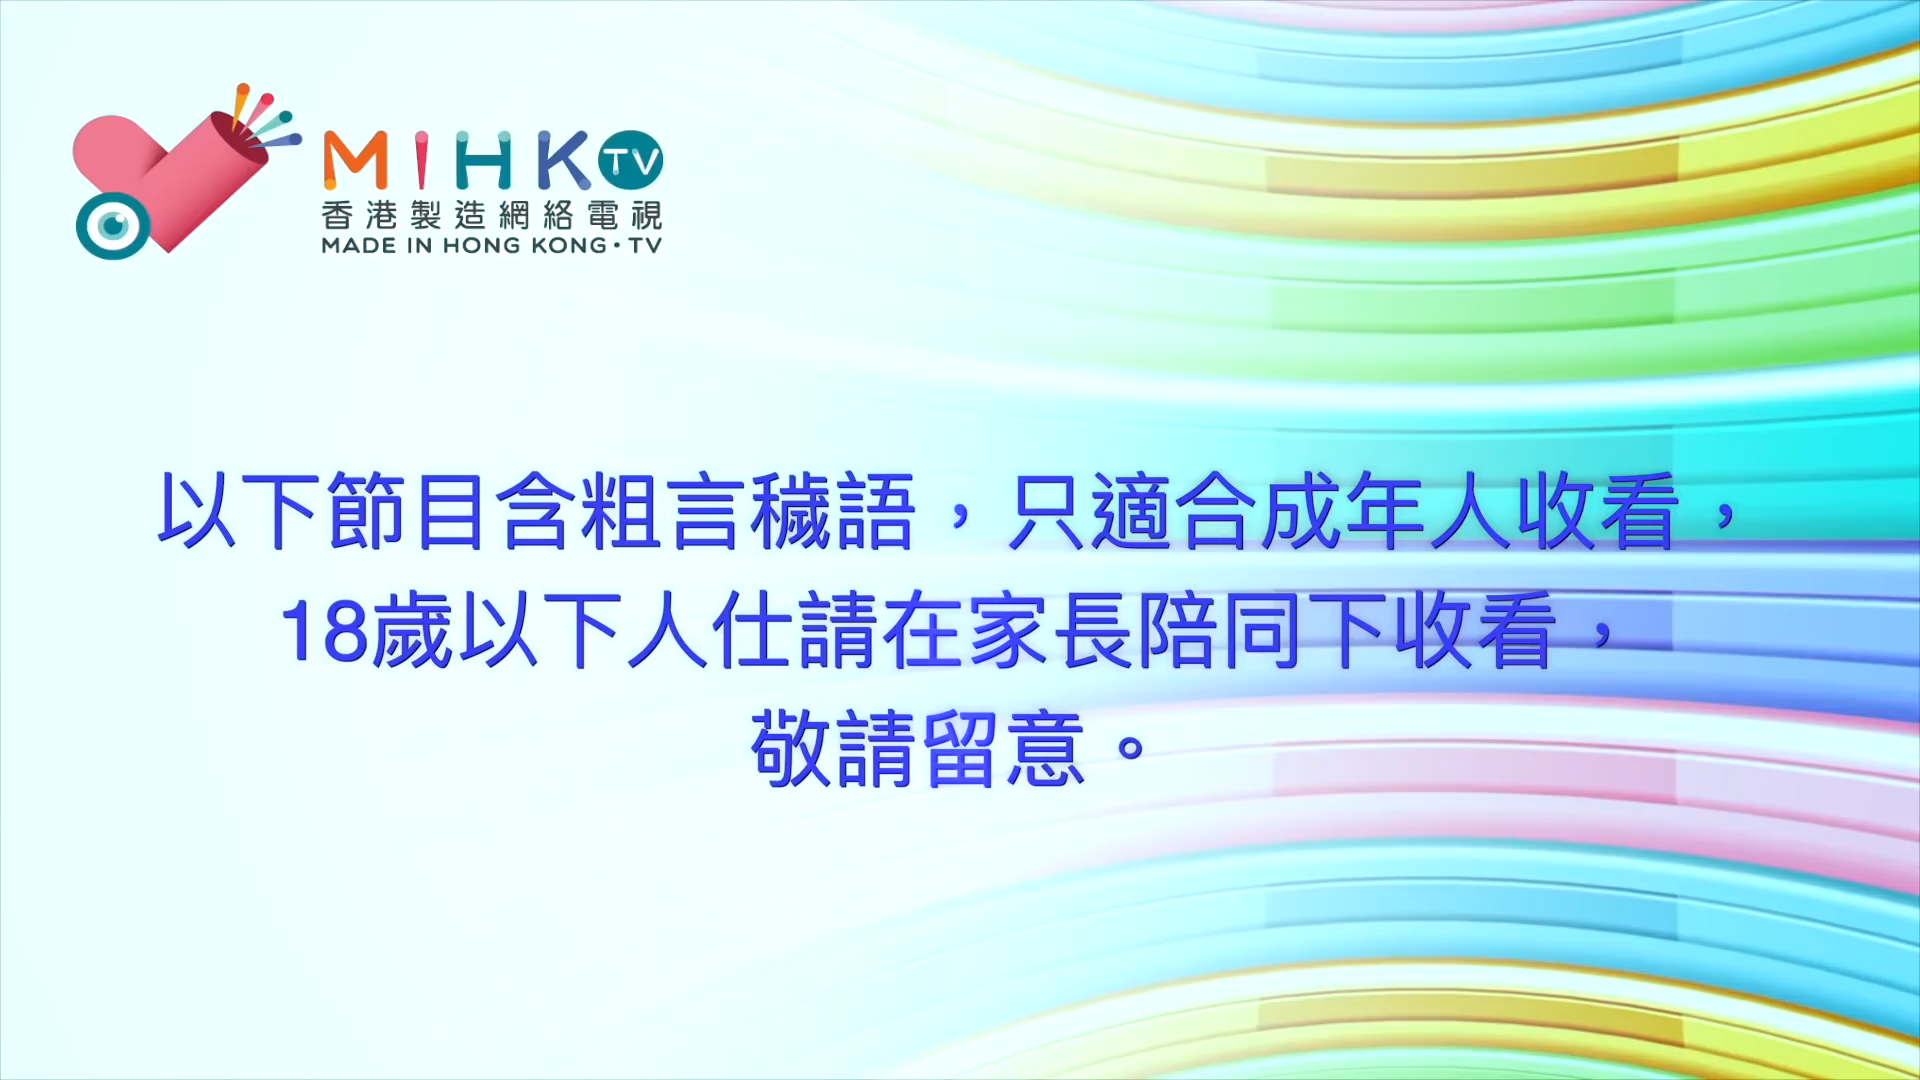 MIHK TV
香港製造網絡電視
MADE IN HONG KONG・TV
以下節目含粗言穢語，只適合成年人收看，
18歲以下人仕請在家長陪同下收看，
敬請留意。